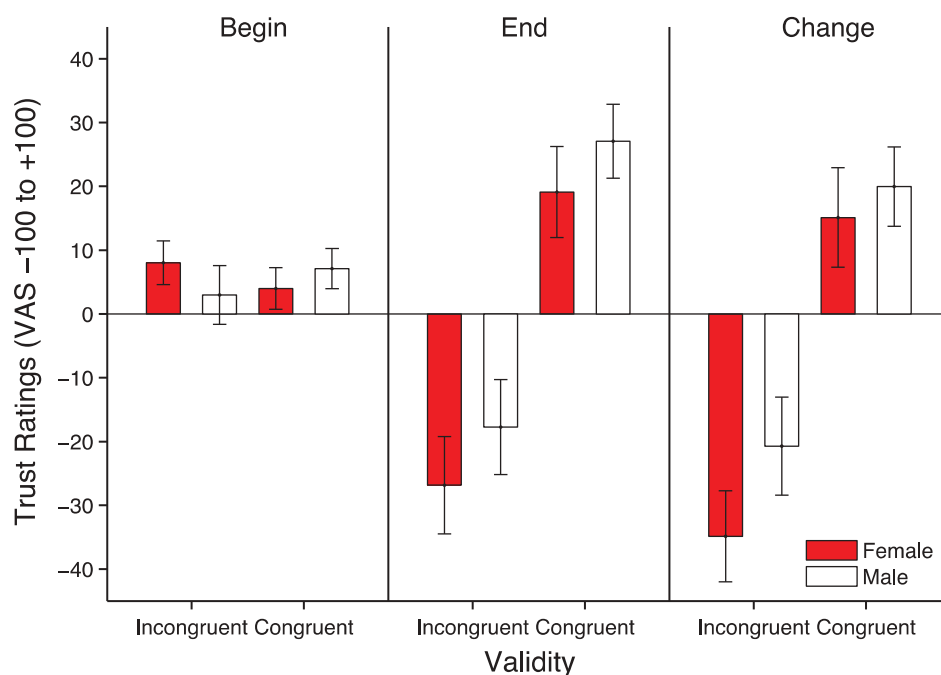 Begin End Change
Trust Ratings (VAS −100 to +100)
40
30
20
10
0
−10
−20
−30
−40
Female
Male
Incongruent Congruent Incongruent Congruent Incongruent Congruent
Validity